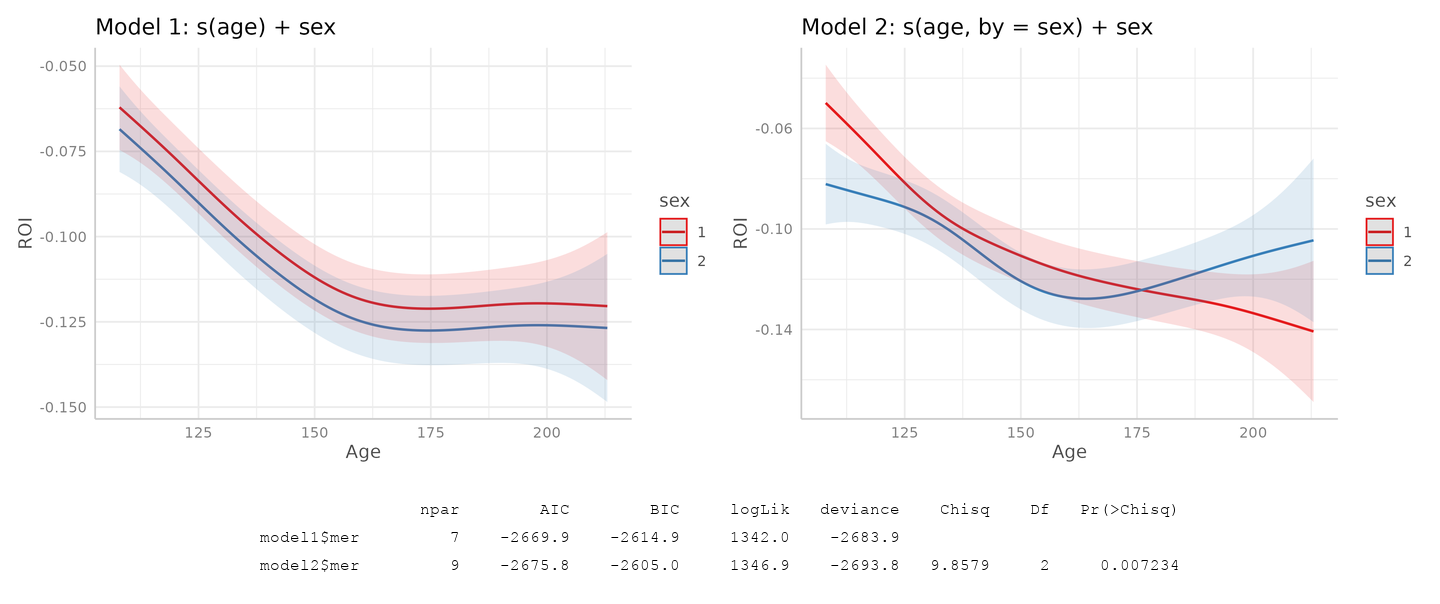 Model 1: s(age) + sex
-0.050
-0.075
-0.100
-0.125
-0.150
ROI
125 150 175 200
Age
sex
1
2
Model 2: s(age, by = sex) + sex
-0.06
-0.10
-0.14
ROI
125 150 175 200
Age
sex
1
2
npar AIC BIC logLik deviance Chisq Df Pr(>Chisq)
model1$mer 7 -2669.9 -2614.9 1342.0 -2683.9
model2$mer 9 -2675.8 -2605.0 1346.9 -2693.8 9.8579 2 0.007234